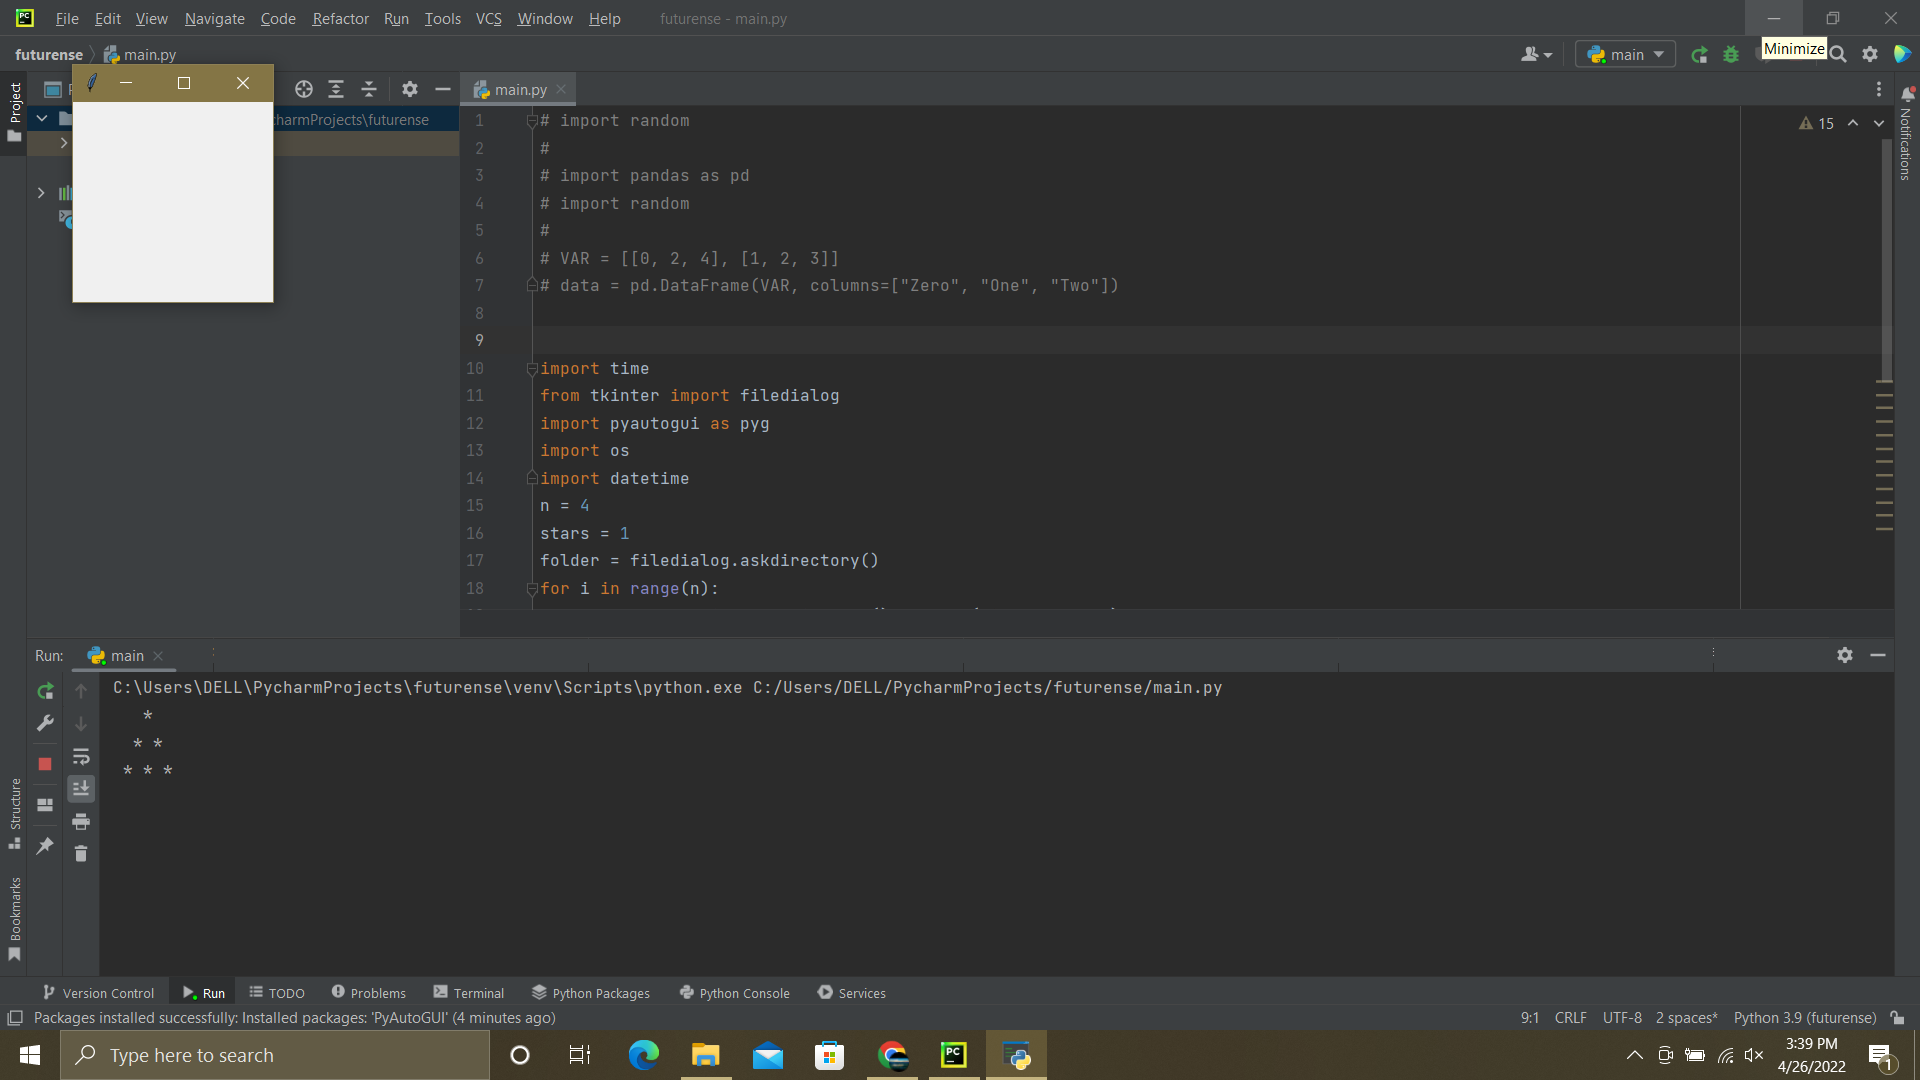 File Edit View Navigate Code Refactor Run Tools VCS Window Help futurense - main.py
futurense main.py
main
Minimize
Project
charmProjects\futurense
main.py
15
Notifications
1 # import random
2 #
3 # import pandas as pd
4 # import random
5 #
6 # VAR = [[0, 2, 4], [1, 2, 3]]
7 # data = pd.DataFrame(VAR, columns=["Zero", "One", "Two"])
8
9
10 import time
11 from tkinter import filedialog
12 import pyautogui as pyg
13 import os
14 import datetime
15 n = 4
16 stars = 1
17 folder = filedialog.askdirectory()
18 for i in range(n):
Run: main
C:\Users\DELL\PycharmProjects\futurense\venv\Scripts\python.exe C:/Users/DELL/PycharmProjects/futurense/main.py
*
* *
* * *
Structure
Bookmarks
Version Control Run TODO Problems Terminal Python Packages Python Console Services
Packages installed successfully: Installed packages: 'PyAutoGUI' (4 minutes ago)
9:1 CRLF UTF-8 2 spaces* Python 3.9 (futurense)
Type here to search
PC
3:39 PM
4/26/2022
1